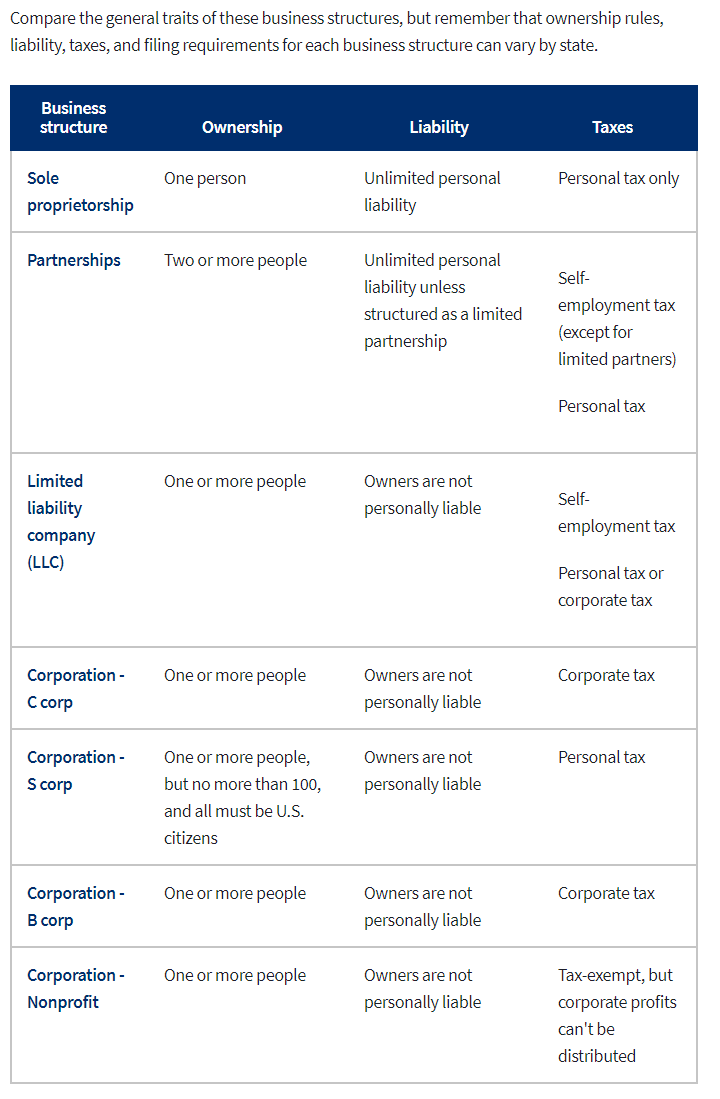 Compare the general traits of these business structures, but remember that ownership rules,
liability, taxes, and filing requirements for each business structure can vary by state.
Business
structure
Ownership
Liability
Taxes
Sole
proprietorship
One person
Unlimited personal
liability
Personal tax only
Partnerships
Two or more people
Unlimited personal
liability unless
structured as a limited
partnership
Self-
employment tax
(except for
limited partners)
Personal tax
Limited
liability
company
(LLC)
One or more people
Owners are not
personally liable
Self-
employment tax
Personal tax or
corporate tax
Corporation -
C corp
One or more people
Owners are not
personally liable
Corporate tax
Corporation -
S corp
One or more people,
but no more than 100,
and all must be U.S.
citizens
Owners are not
personally liable
Personal tax
Corporation -
B corp
One or more people
Owners are not
personally liable
Corporate tax
Corporation -
Nonprofit
One or more people
Owners are not
personally liable
Tax-exempt, but
corporate profits
can't be
distributed